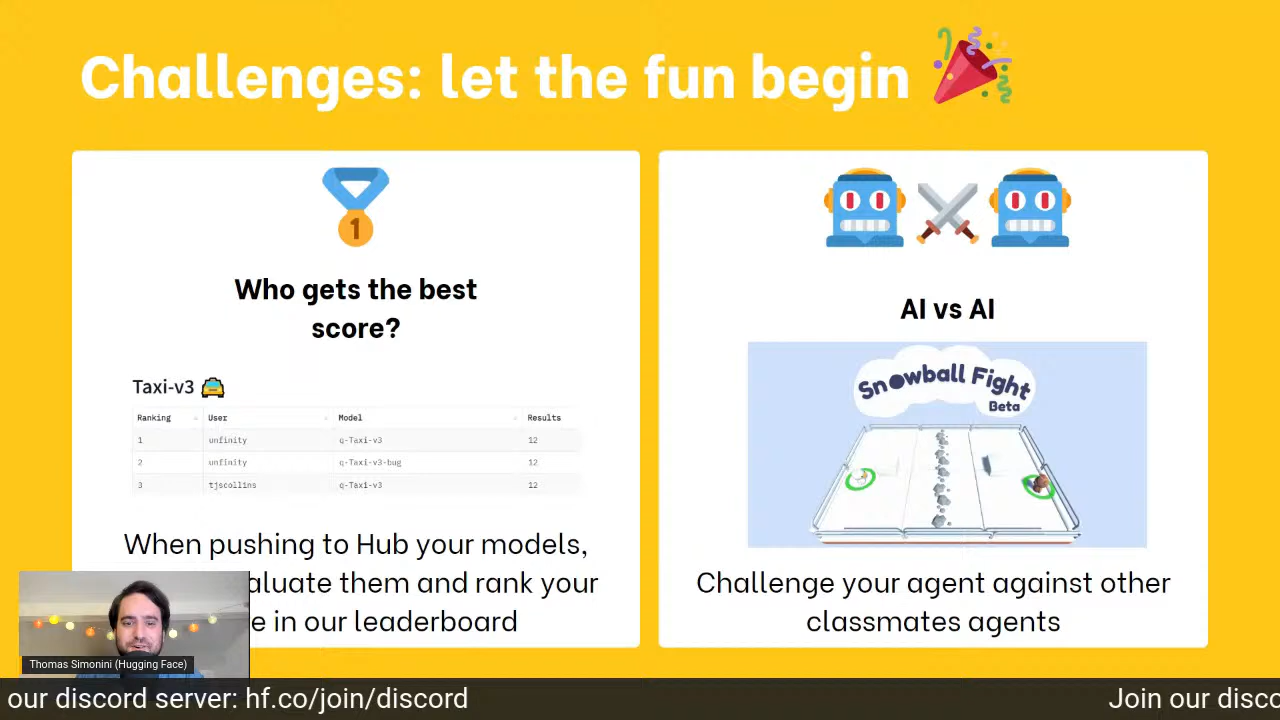 Challenges: let the fun begin
1
Who gets the best
score?
Taxi-v3
Ranking User Model Results
1 unfinity q-Taxi-v3 12
2 unfinity q-Taxi-v3-bug 12
3 tjscollins q-Taxi-v3 12
When pushing to Hub your models,
aluate them and rank your
e in our leaderboard
AI vs AI
Snowball Fight
Beta
Challenge your agent against other
classmates agents
Thomas Simonini (Hugging Face)
our discord server: hf.co/join/discord
Join our disco